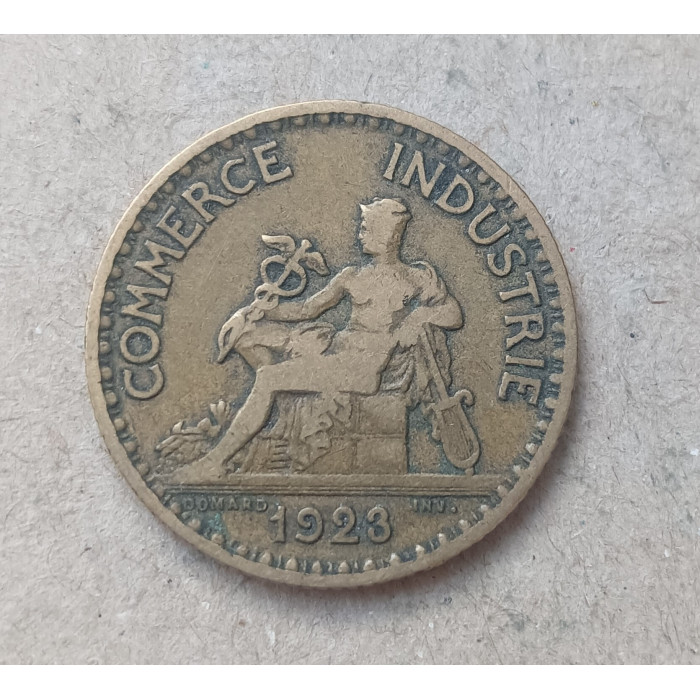 COMMERCE INDUSTRIE
DOMARD INV.
1923